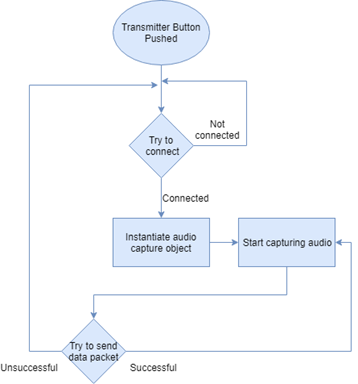 Transmitter Button
Pushed
Not
connected
Try to
connect
Connected
Instantiate audio
capture object
Start capturing audio
Try to send
data packet
Unsuccessful
Successful